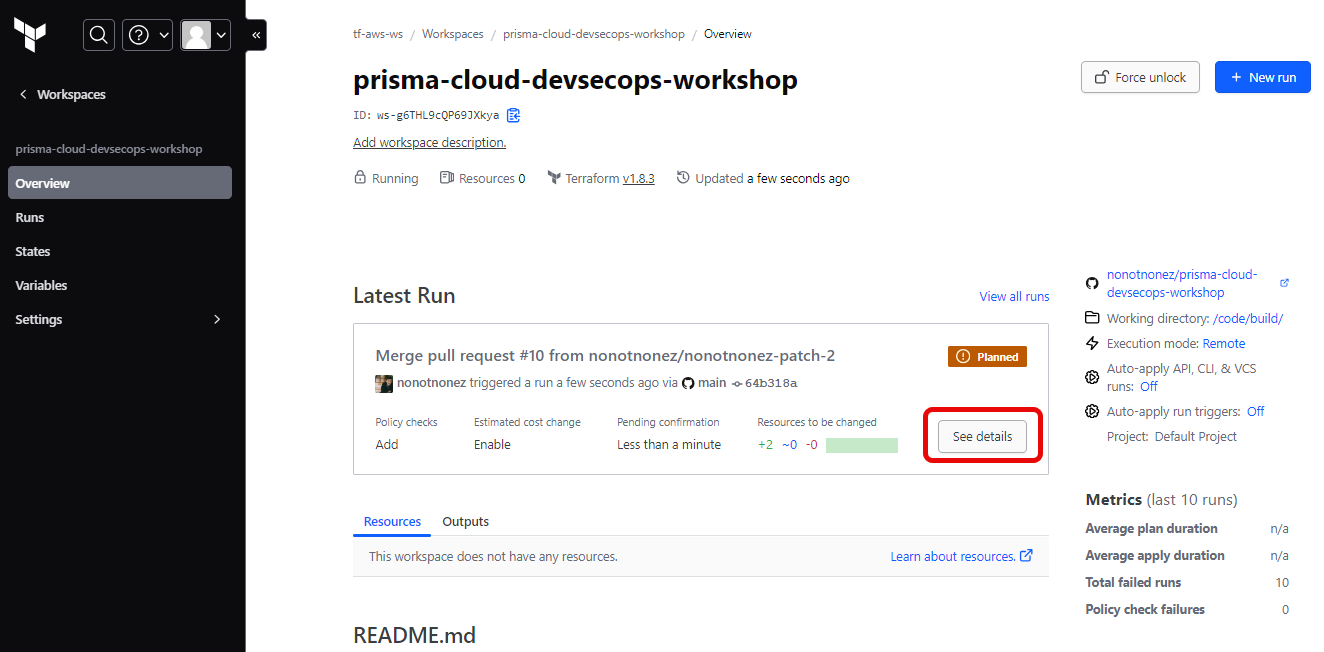 tf-aws-ws / Workspaces / prisma-cloud-devsecops-workshop / Overview
Workspaces
prisma-cloud-devsecops-workshop
Overview
Runs
States
Variables
Settings
prisma-cloud-devsecops-workshop
Force unlock
+ New run
ID: ws-g6THL9cQP69JXkya
Add workspace description.
Running Resources 0 Terraform v1.8.3 Updated a few seconds ago
Latest Run
View all runs
Merge pull request #10 from nonotnonez/nonotnonez-patch-2
Planned
nonotnonez triggered a run a few seconds ago via main 64b318a
Policy checks Estimated cost change Pending confirmation Resources to be changed
Add Enable Less than a minute +2 ~0 -0
See details
Resources Outputs
This workspace does not have any resources. Learn about resources.
README.md
nonotnonez/prisma-cloud-
devsecops-workshop
Working directory: /code/build/
Execution mode: Remote
Auto-apply API, CLI, & VCS
runs: Off
Auto-apply run triggers: Off
Project: Default Project
Metrics (last 10 runs)
Average plan duration n/a
Average apply duration n/a
Total failed runs 10
Policy check failures 0